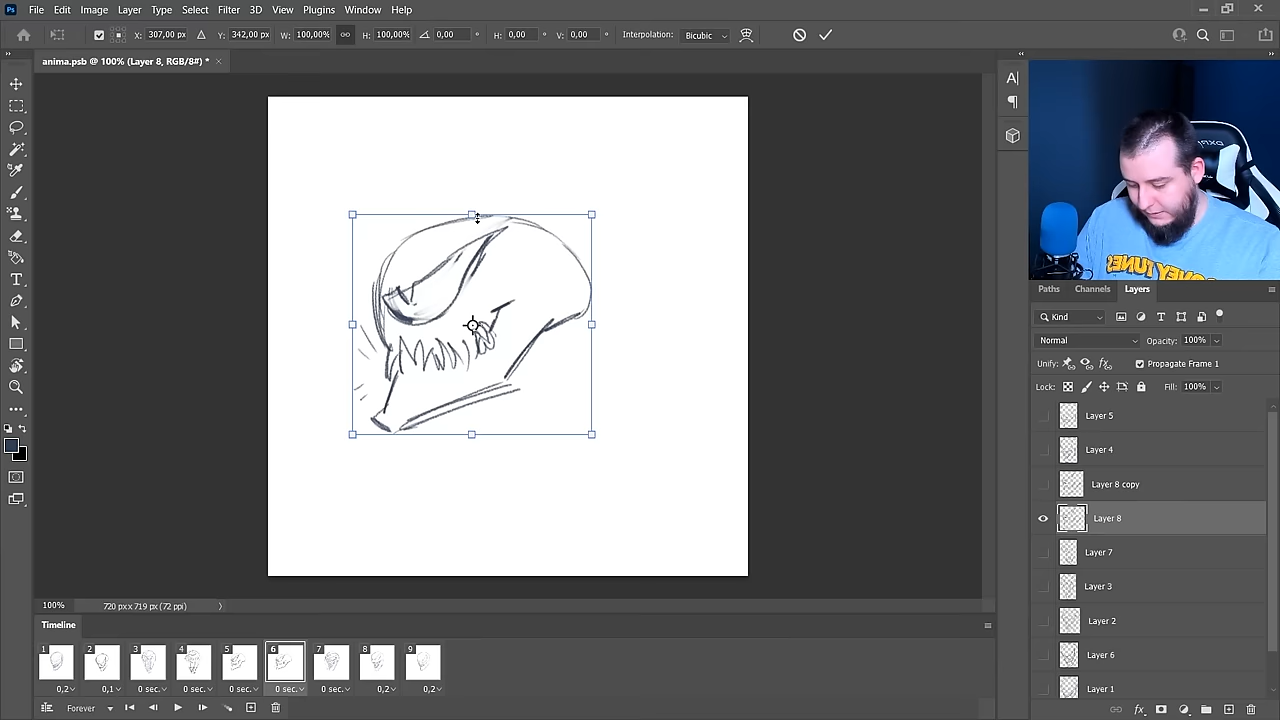 Ps File Edit Image Layer Type Select Filter 3D View Plugins Window Help
X: 307,00 px Y: 342,00 px W: 100,00% H: 100,00% 0,00 ° H: 0,00 ° V: 0,00 ° Interpolation: Bicubic
anima.psb @ 100% (Layer 8, RGB/8#) *
Paths Channels Layers
Kind
Normal Opacity: 100%
Unify: Propagate Frame 1
Lock: Fill: 100%
Layer 5
Layer 4
Layer 8 copy
Layer 8
Layer 7
Layer 3
Layer 2
Layer 6
Layer 1
100% 720 px x 719 px (72 ppi)
Timeline
1 2 3 4 5 6 7 8 9
0,2 0,1 0 sec. 0 sec. 0 sec. 0 sec. 0 sec. 0,2 0,2
Forever